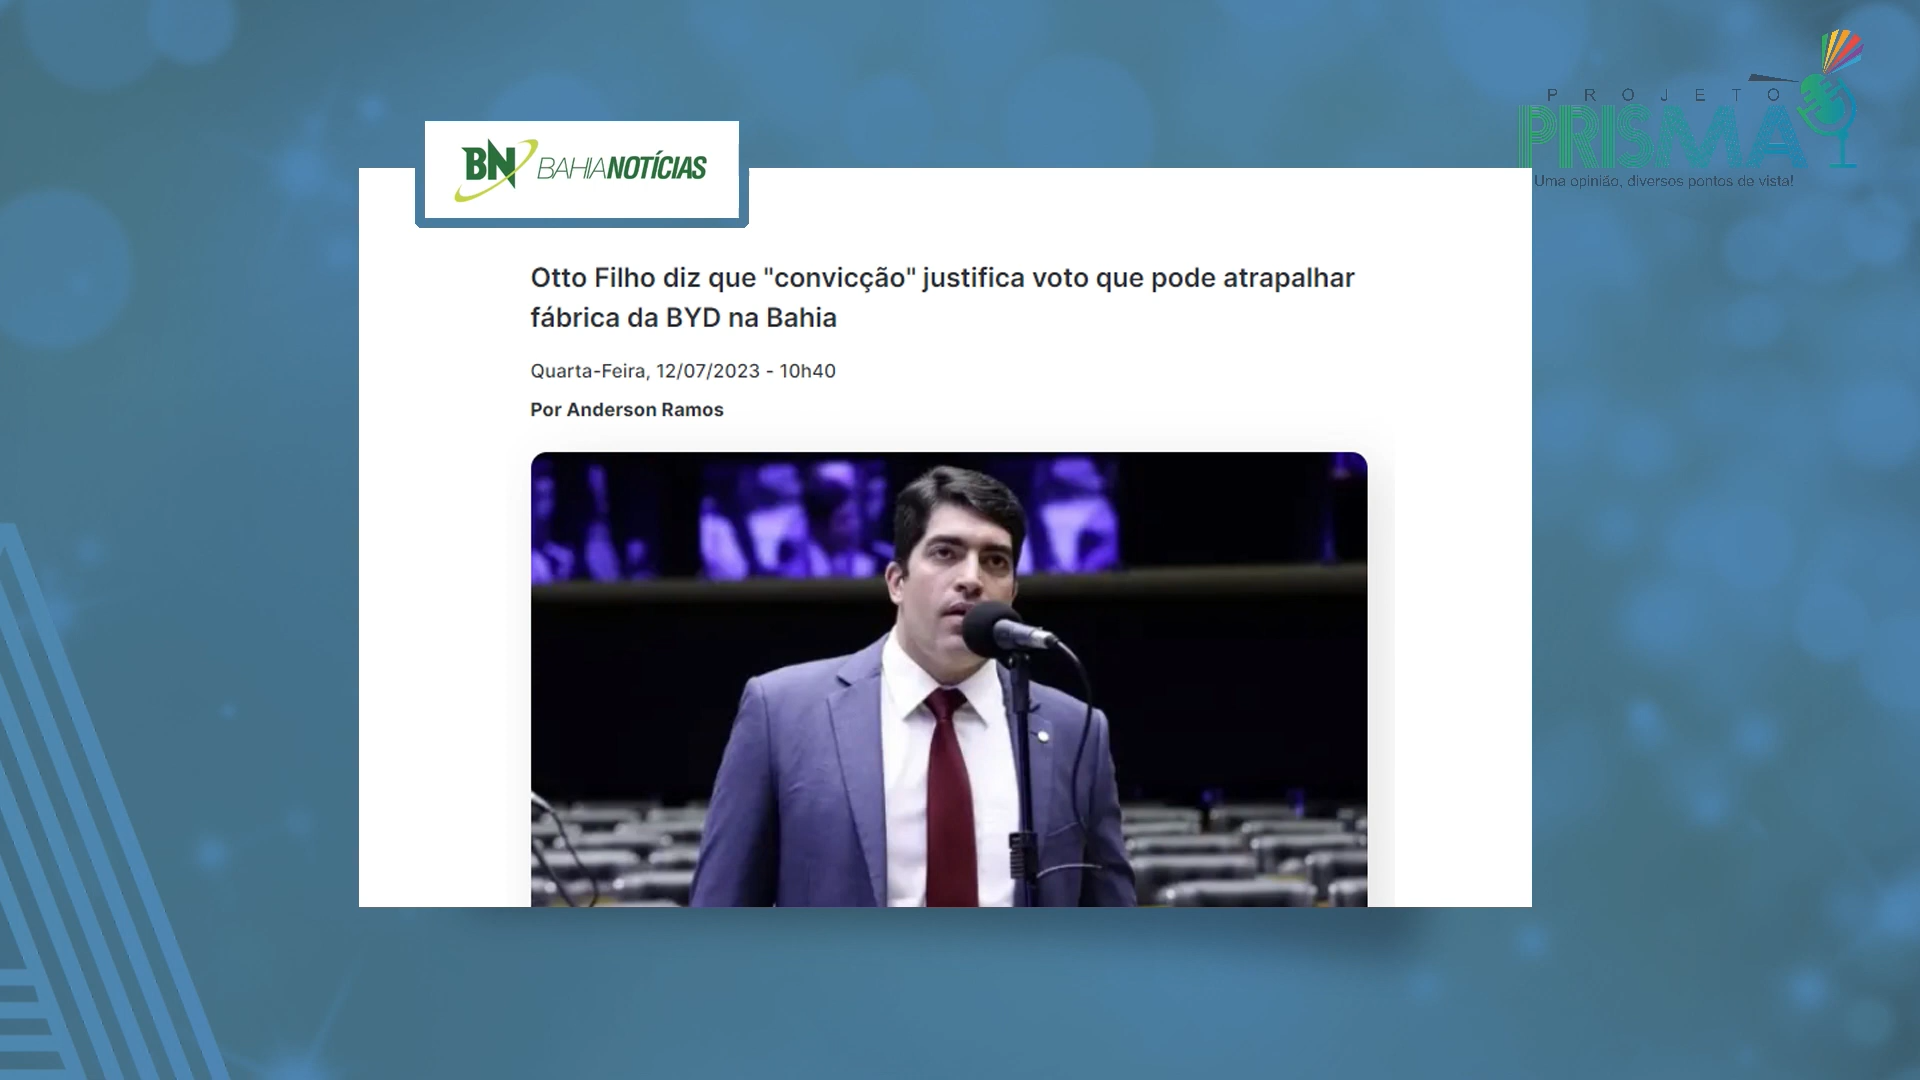 PROJETO
PRISMA
Uma opinião, diversos pontos de vista!
BN BAHIANOTÍCIAS
Otto Filho diz que "convicção" justifica voto que pode atrapalhar
fábrica da BYD na Bahia
Quarta-Feira, 12/07/2023 - 10h40
Por Anderson Ramos